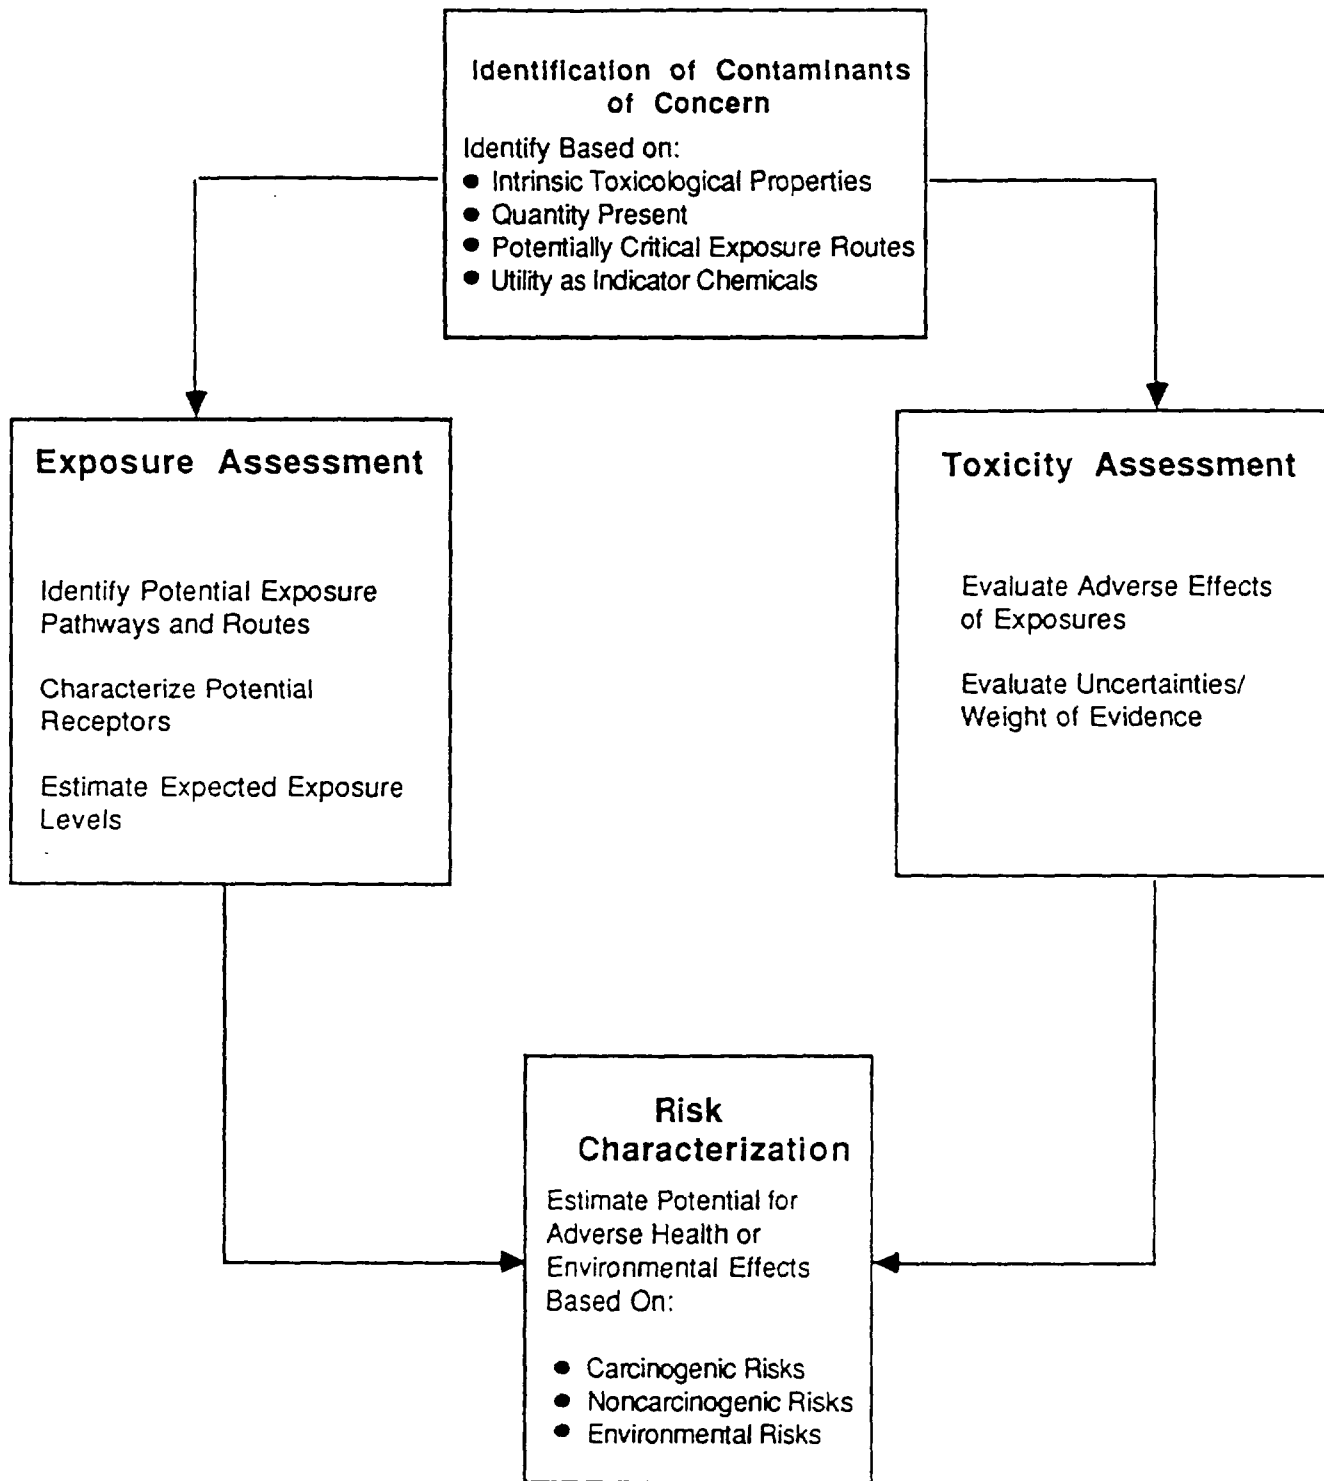 Identification of Contaminants
of Concern
Identify Based on:
● Intrinsic Toxicological Properties
● Quantity Present
● Potentially Critical Exposure Routes
● Utility as Indicator Chemicals
Exposure Assessment
Identify Potential Exposure
Pathways and Routes
Characterize Potential
Receptors
Estimate Expected Exposure
Levels
Toxicity Assessment
Evaluate Adverse Effects
of Exposures
Evaluate Uncertainties/
Weight of Evidence
Risk
Characterization
Estimate Potential for
Adverse Health or
Environmental Effects
Based On:
● Carcinogenic Risks
● Noncarcinogenic Risks
● Environmental Risks